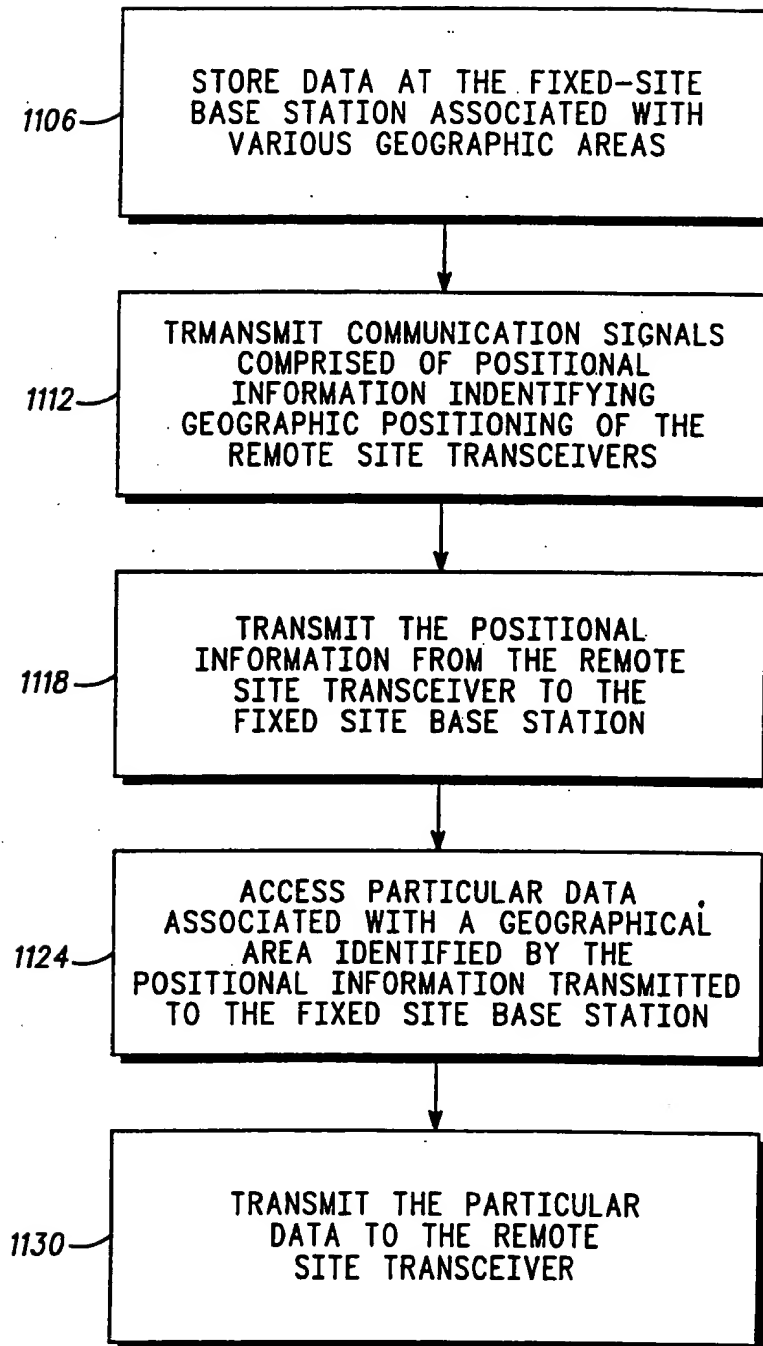 STORE DATA AT THE FIXED-SITE
BASE STATION ASSOCIATED WITH
VARIOUS GEOGRAPHIC AREAS
1106
TRMANSMIT COMMUNICATION SIGNALS
COMPRISED OF POSITIONAL
INFORMATION INDENTIFYING
GEOGRAPHIC POSITIONING OF THE
REMOTE SITE TRANSCEIVERS
1112
TRANSMIT THE POSITIONAL
INFORMATION FROM THE REMOTE
SITE TRANSCEIVER TO THE
FIXED SITE BASE STATION
1118
ACCESS PARTICULAR DATA
ASSOCIATED WITH A GEOGRAPHICAL
AREA IDENTIFIED BY THE
POSITIONAL INFORMATION TRANSMITTED
TO THE FIXED SITE BASE STATION
1124
TRANSMIT THE PARTICULAR
DATA TO THE REMOTE
SITE TRANSCEIVER
1130